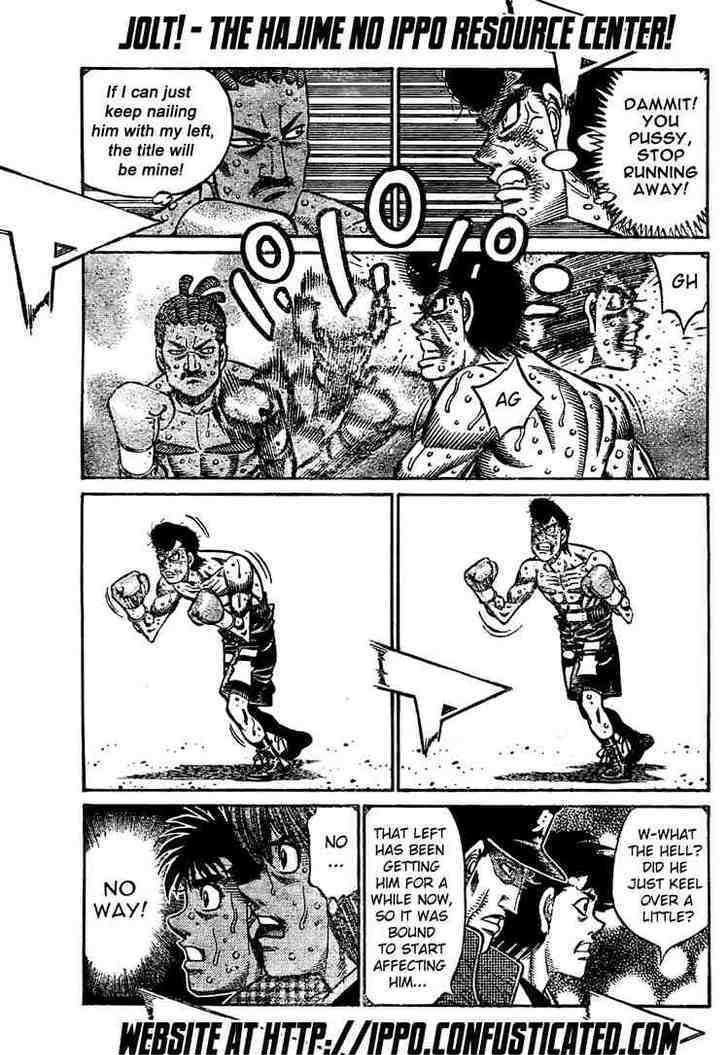 JOLT! - THE HAJIME NO IPPO RESOURCE CENTER!
DAMMIT!
YOU
PUSSY,
STOP
RUNNING
AWAY!
If I can just
keep nailing
him with my left,
the title will
be mine!
GH
AG
W-WHAT
THE HELL?
DID HE
JUST KEEL
OVER A
LITTLE?
THAT LEFT
HAS BEEN
GETTING
HIM FOR A
WHILE NOW,
SO IT WAS
BOUND
TO START
AFFECTING
HIM...
NO
...
NO
WAY!
WEBSITE AT HTTP://IPPO.CONFUSTICATED.COM